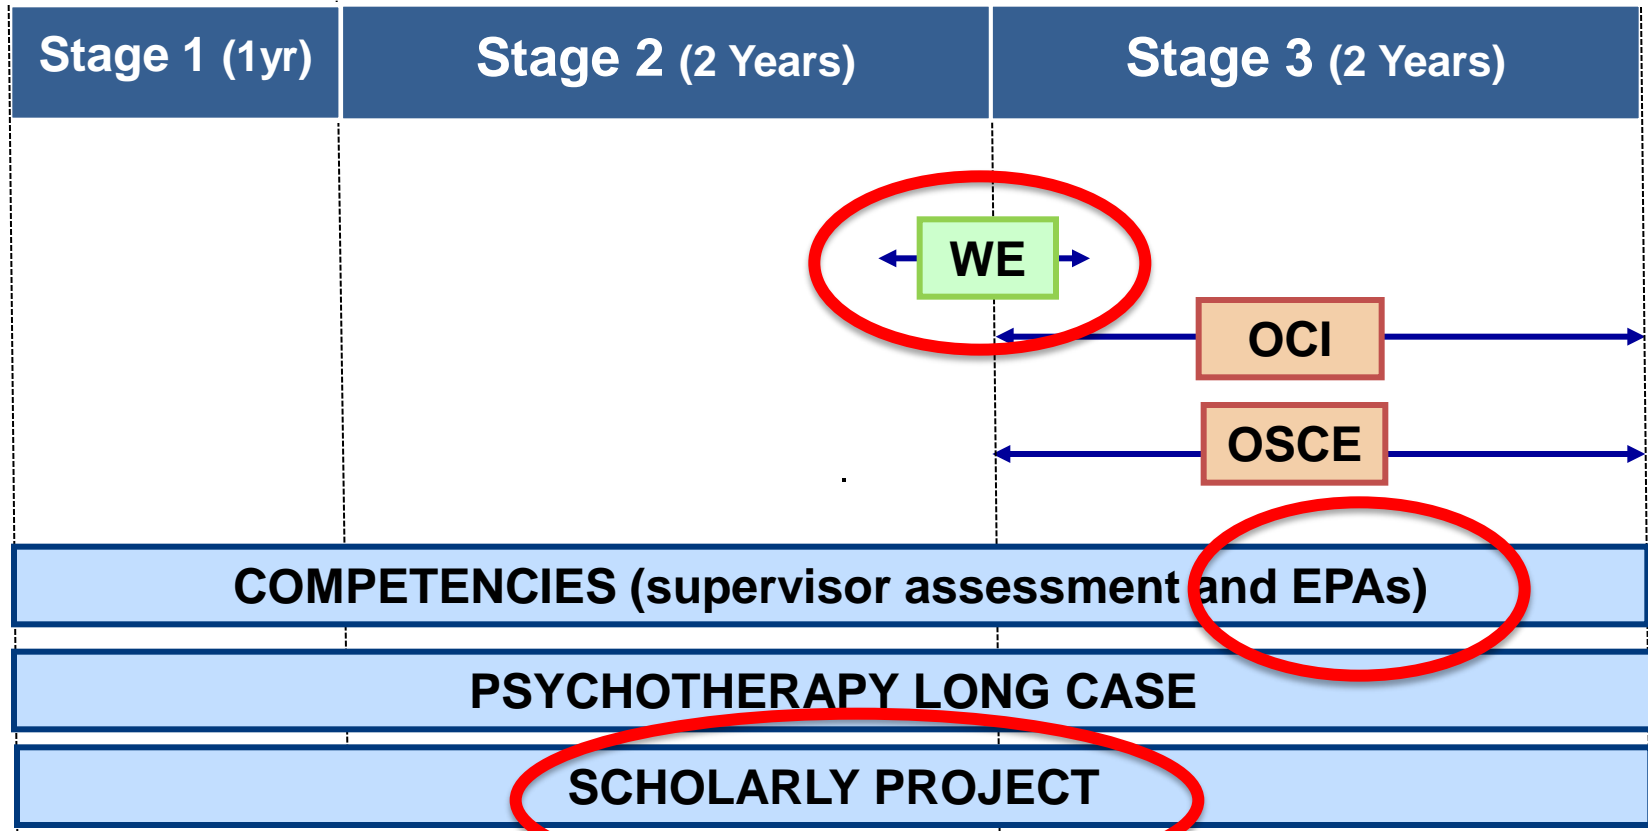 Stage 1 (1yr)
Stage 2 (2 Years)
Stage 3 (2 Years)
WE
OCI
OSCE
COMPETENCIES (supervisor assessment and EPAs)
PSYCHOTHERAPY LONG CASE
SCHOLARLY PROJECT